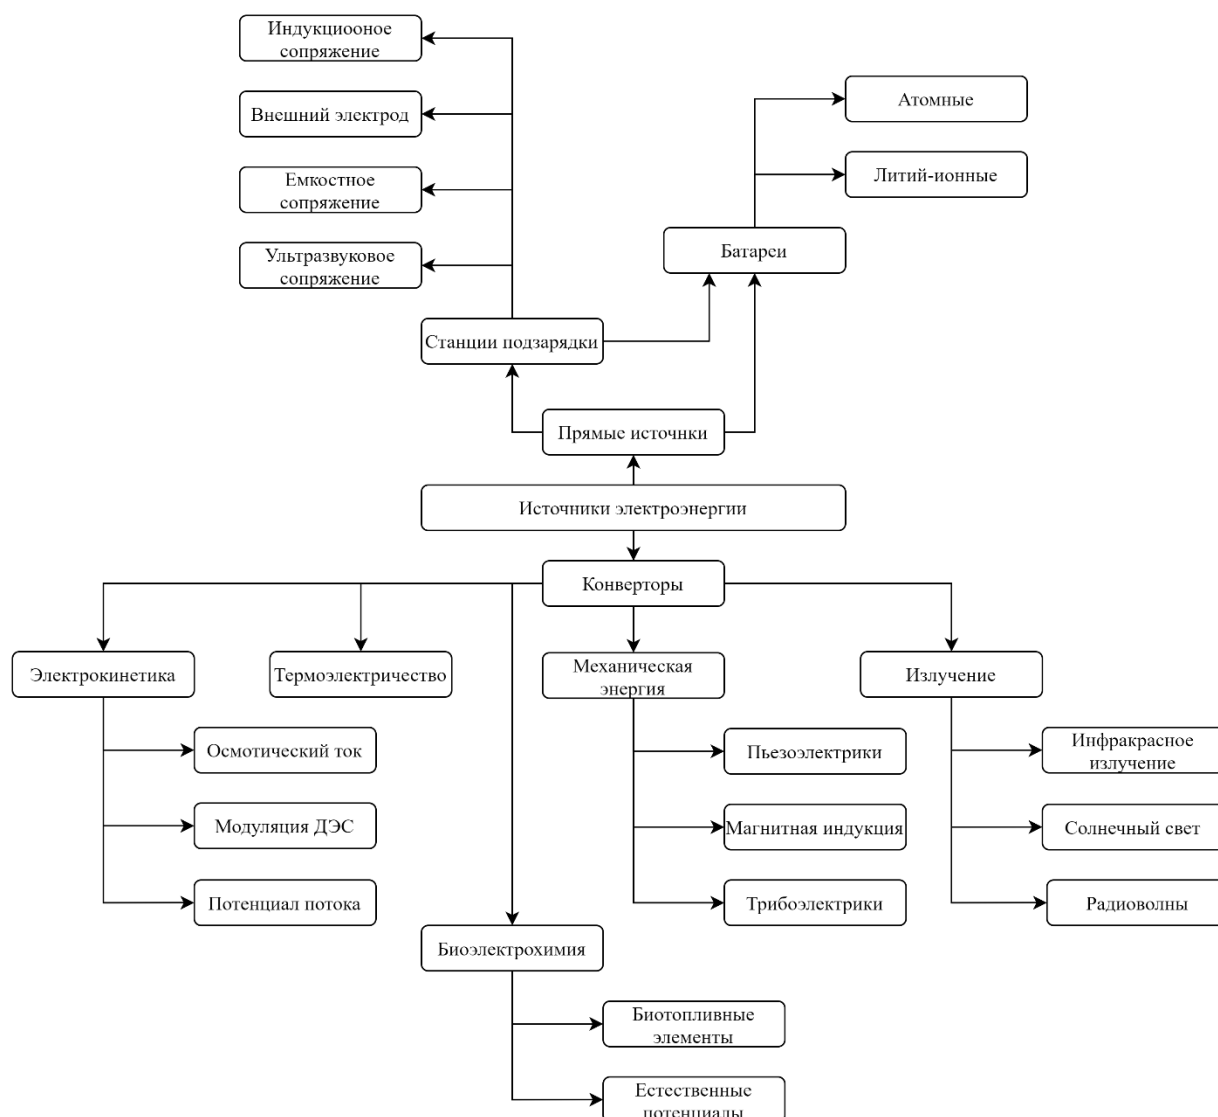 Индукциооное
сопряжение
Внешний электрод
Емкостное
сопряжение
Ультразвуковое
сопряжение
Атомные
Литий-ионные
Батареи
Станции подзарядки
Прямые источнки
Источники электроэнергии
Конверторы
Электрокинетика
Термоэлектричество
Механическая
энергия
Излучение
Осмотический ток
Модуляция ДЭС
Потенциал потока
Пьезоэлектрики
Магнитная индукция
Трибоэлектрики
Инфракрасное
излучение
Солнечный свет
Радиоволны
Биоэлектрохимия
Биотопливные
элементы
Естественные
потенциалы